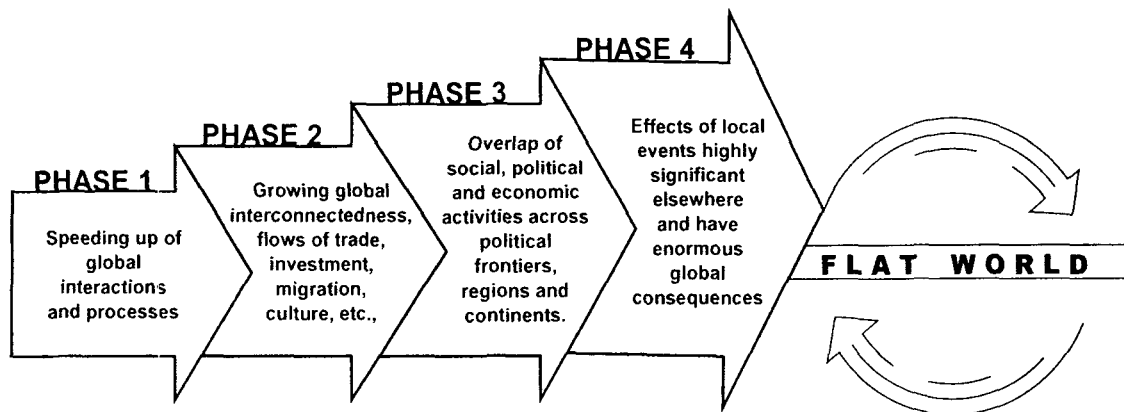 PHASE 1
Speeding up of
global
interactions
and processes
PHASE 2
Growing global
interconnectedness,
flows of trade,
investment,
migration,
culture, etc.,
PHASE 3
Overlap of
social, political
and economic
activities across
political
frontiers,
regions and
continents.
PHASE 4
Effects of local
events highly
significant
elsewhere
and have
enormous
global
consequences
FLAT WORLD